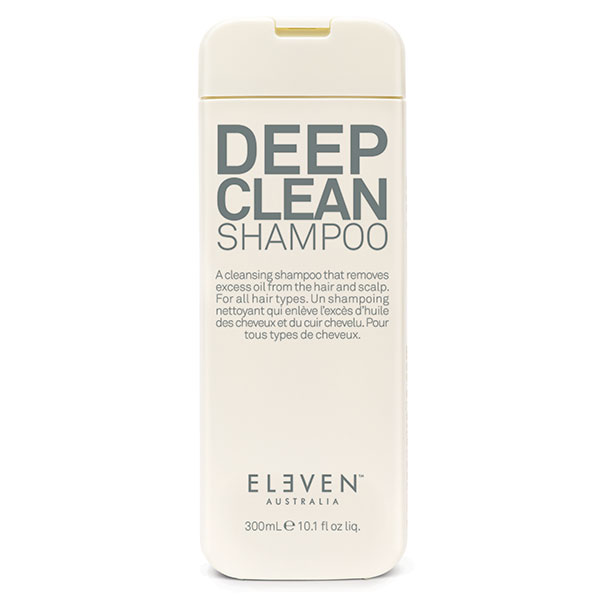 DEEP
CLEAN
SHAMPOO
A cleansing shampoo that removes
excess oil from the hair and scalp.
For all hair types. Un shampoing
nettoyant qui enlève l'excès d'huile
des cheveux et du cuir chevelu. Pour
tous types de cheveux.
ELEVEN™
AUSTRALIA
300mL ℮ 10.1 fl oz liq.